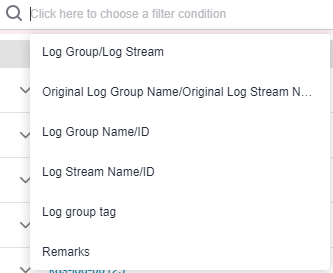 Click here to choose a filter condition
Log Group/Log Stream
Original Log Group Name/Original Log Stream N...
Log Group Name/ID
Log Stream Name/ID
Log group tag
Remarks